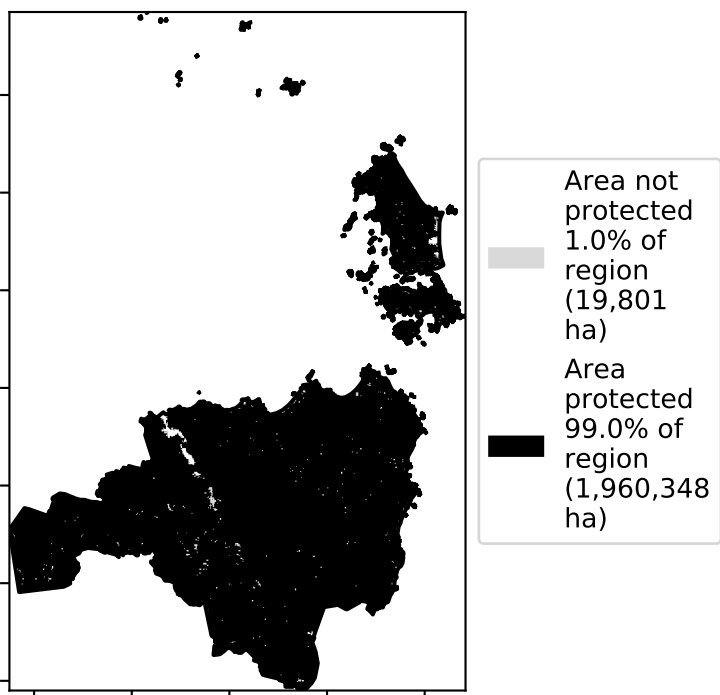 Area not
protected
1.0% of
region
(19,801
ha)
Area
protected
99.0% of
region
(1,960,348
ha)